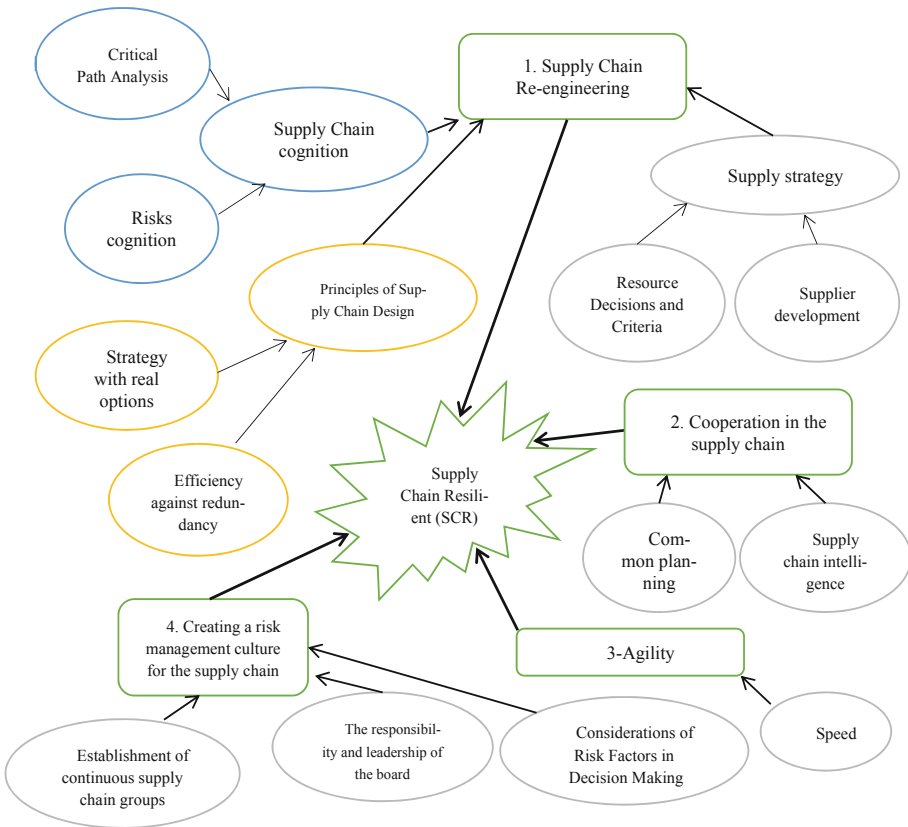 Critical
Path Analysis
1. Supply Chain
Re-engineering
Supply Chain
cognition
Supply strategy
Risks
cognition
Principles of Sup-
ply Chain Design
Resource
Decisions and
Criteria
Supplier
development
Strategy
with real
options
2. Cooperation in the
supply chain
Efficiency
against redun-
dancy
Supply
Chain Resili-
ent (SCR)
Com-
mon plan-
ning
Supply
chain intelli-
gence
4. Creating a risk
management culture
for the supply chain
3-Agility
The responsibil-
ity and leadership of
the board
Considerations of
Risk Factors in
Decision Making
Speed
Establishment of
continuous supply
chain groups